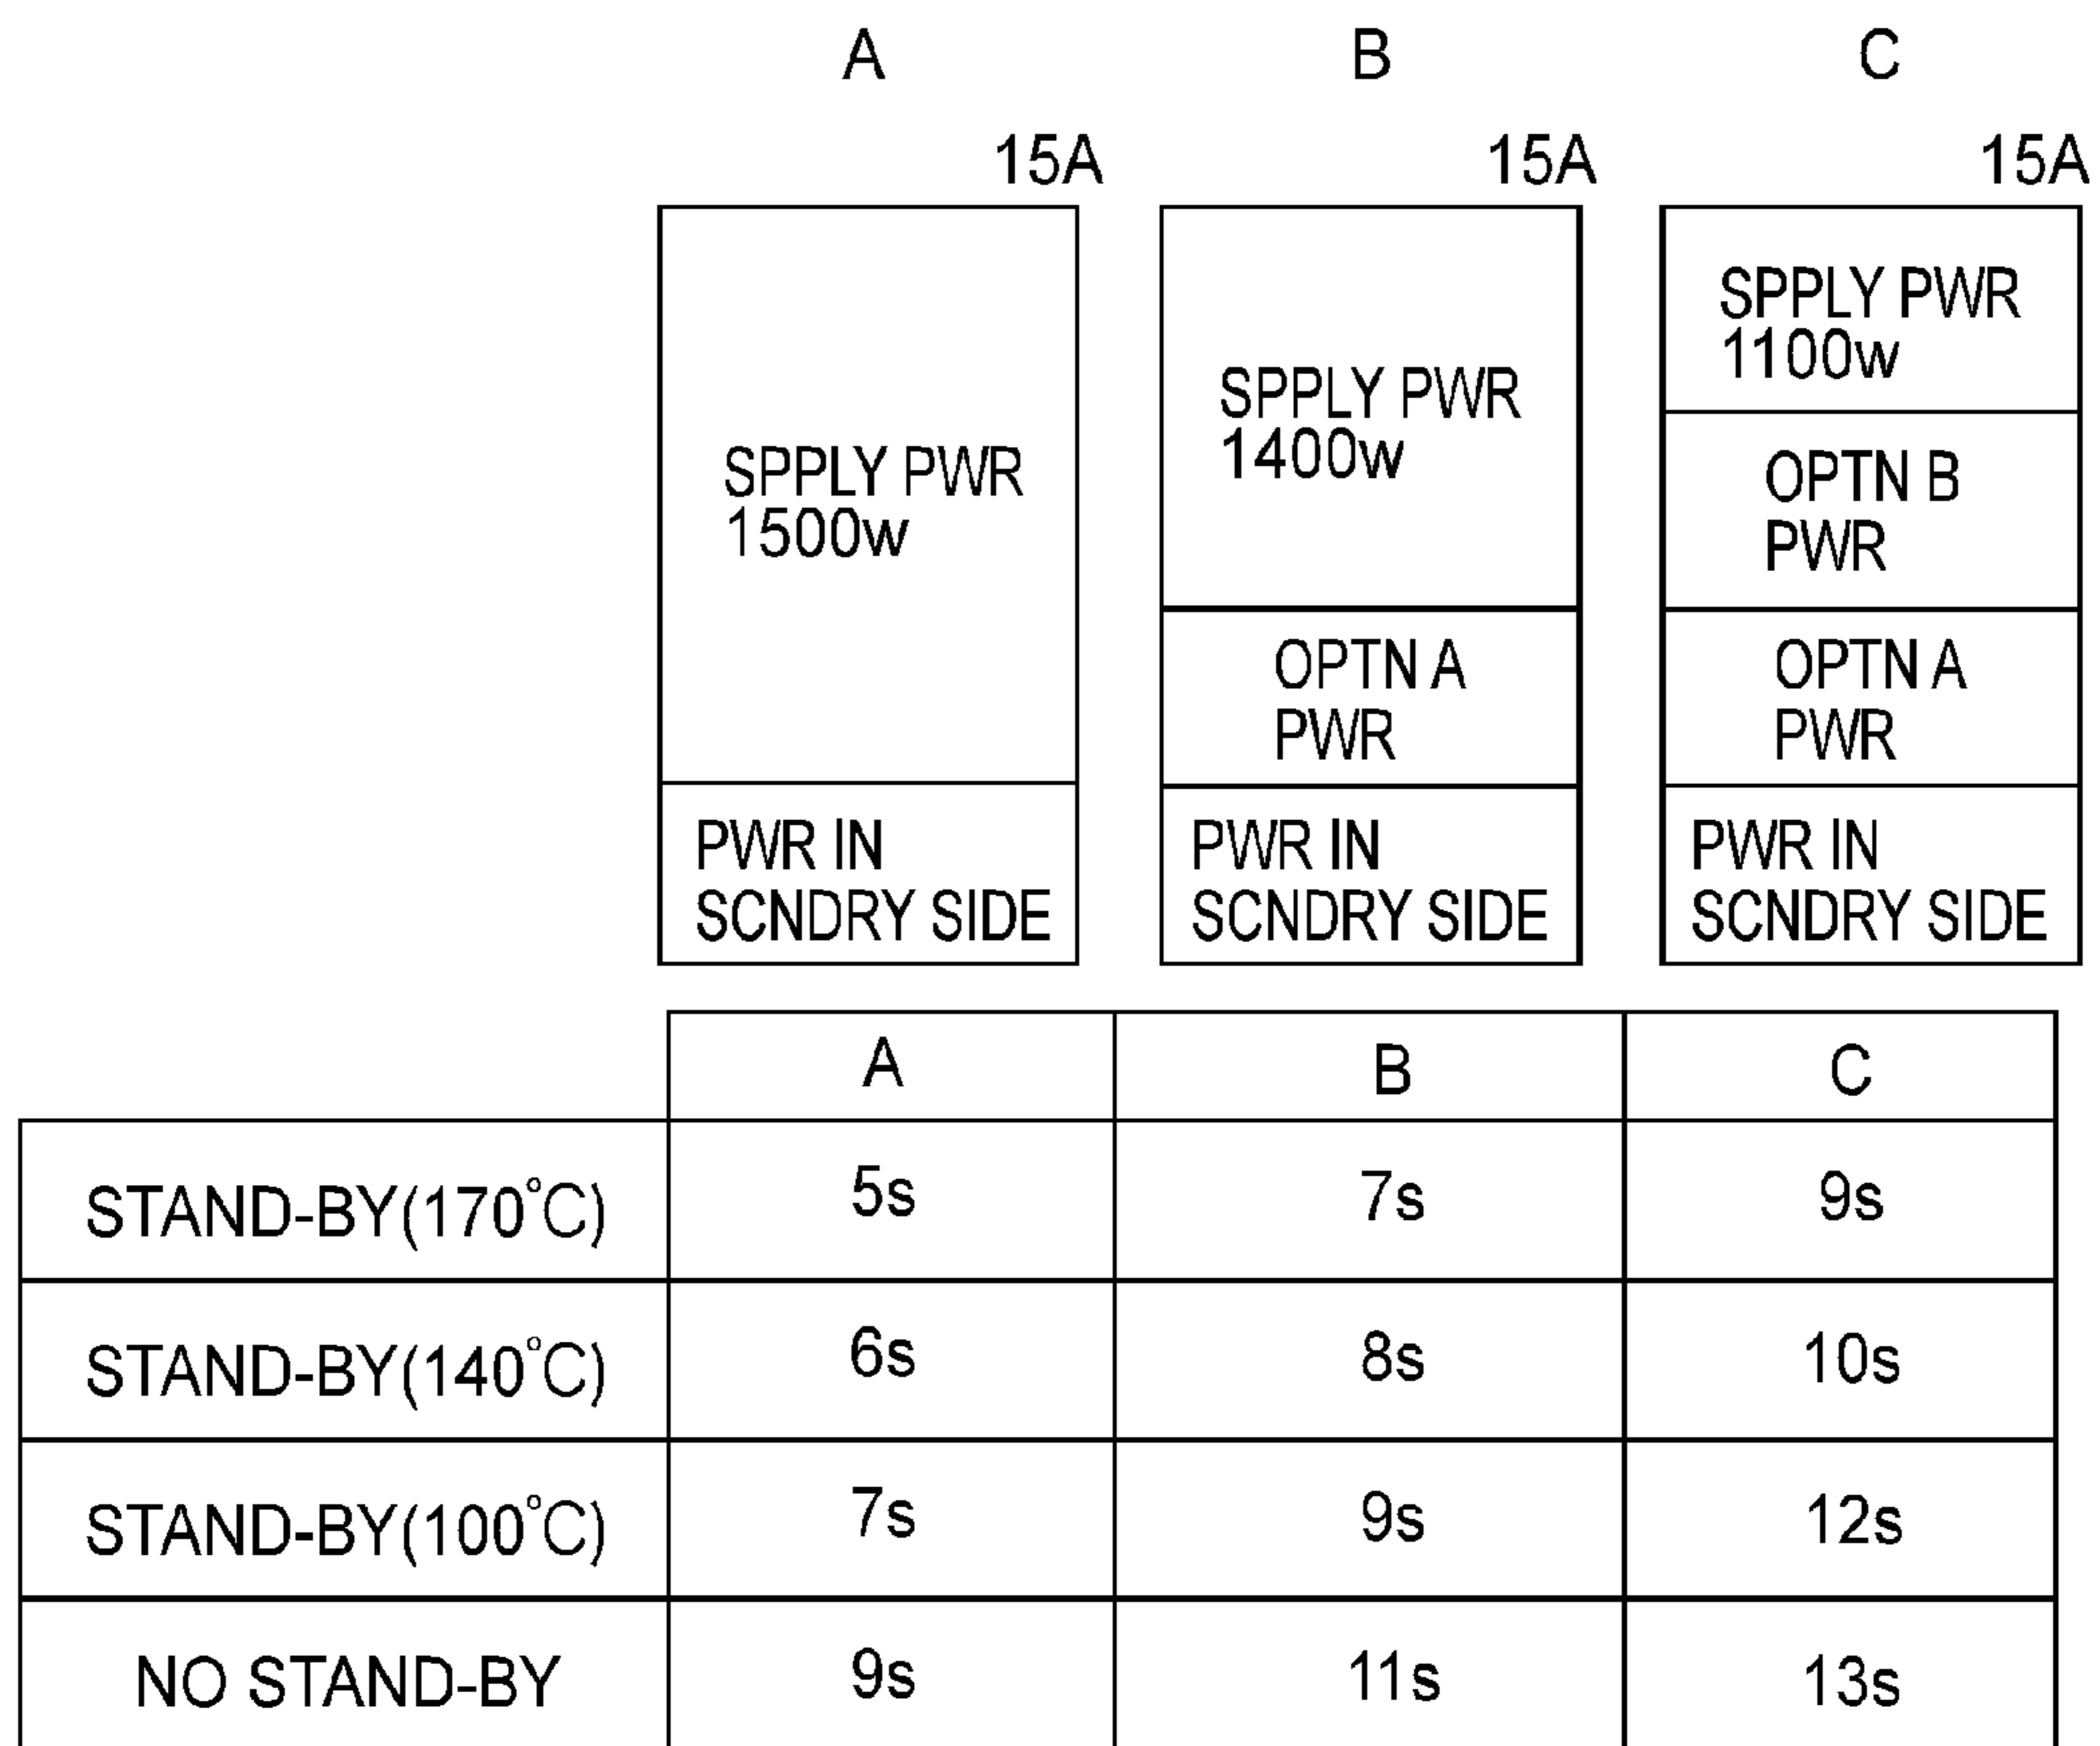 A B C
15A 15A 15A
SPPLY PWR
1500w
PWR IN
SCNDRY SIDE
SPPLY PWR
1400w
OPTN A
PWR
PWR IN
SCNDRY SIDE
SPPLY PWR
1100w
OPTN B
PWR
OPTN A
PWR
PWR IN
SCNDRY SIDE
A B C
STAND-BY(170°C) 5s 7s 9s
STAND-BY(140°C) 6s 8s 10s
STAND-BY(100°C) 7s 9s 12s
NO STAND-BY 9s 11s 13s